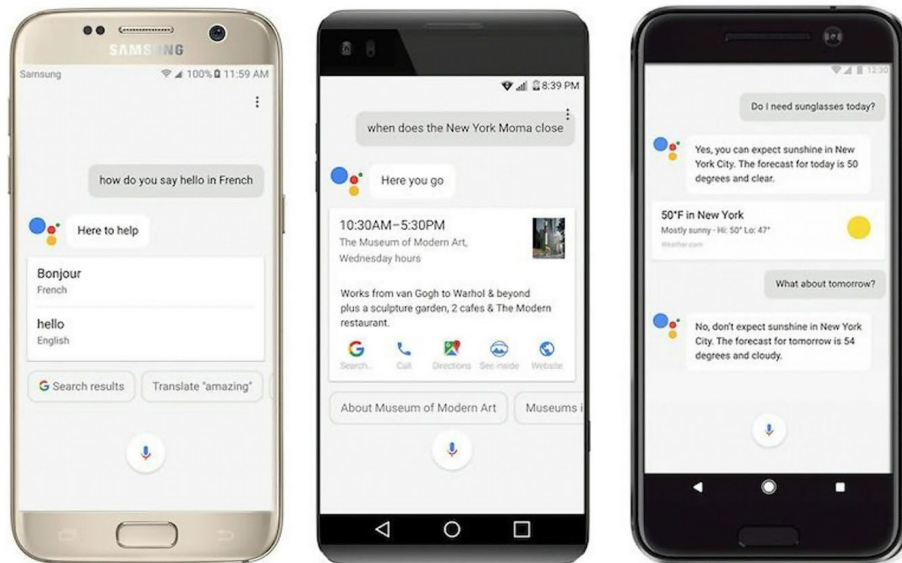 SAMSUNG
Samsung
100% 11:59 AM
how do you say hello in French
Here to help
Bonjour
French
hello
English
Search results
Translate "amazing"
8:39 PM
when does the New York Moma close
Here you go
10:30AM–5:30PM
The Museum of Modern Art,
Wednesday hours
Works from van Gogh to Warhol & beyond
plus a sculpture garden, 2 cafes & The Modern
restaurant.
Search..
Call
Directions
See inside
Website
About Museum of Modern Art
Museums i
12:30
Do I need sunglasses today?
Yes, you can expect sunshine in New
York City. The forecast for today is 50
degrees and clear.
50°F in New York
Mostly sunny · Hi: 50° Lo: 47°
Weather.com
What about tomorrow?
No, don't expect sunshine in New York
City. The forecast for tomorrow is 54
degrees and cloudy.